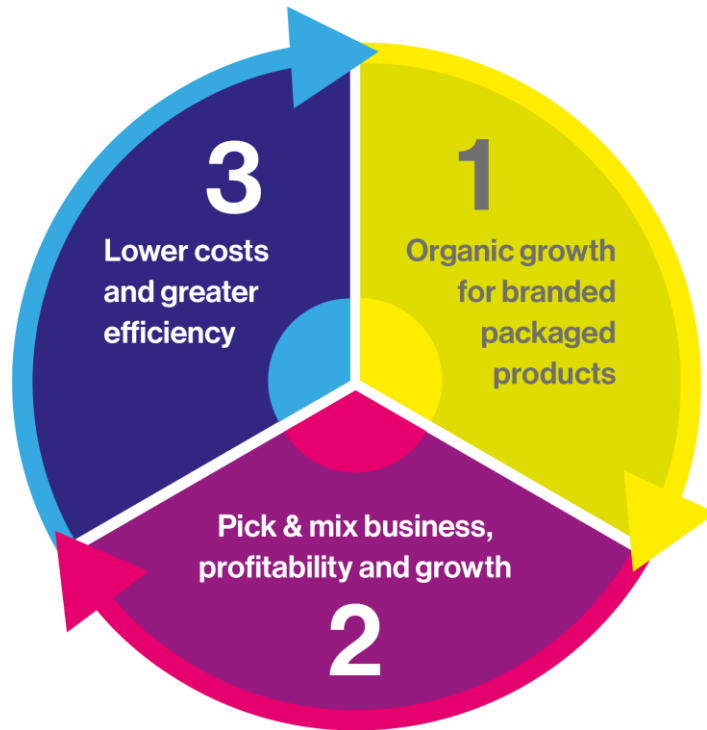 1
Organic growth
for branded
packaged
products
Pick & mix business,
profitability and growth
2
3
Lower costs
and greater
efficiency